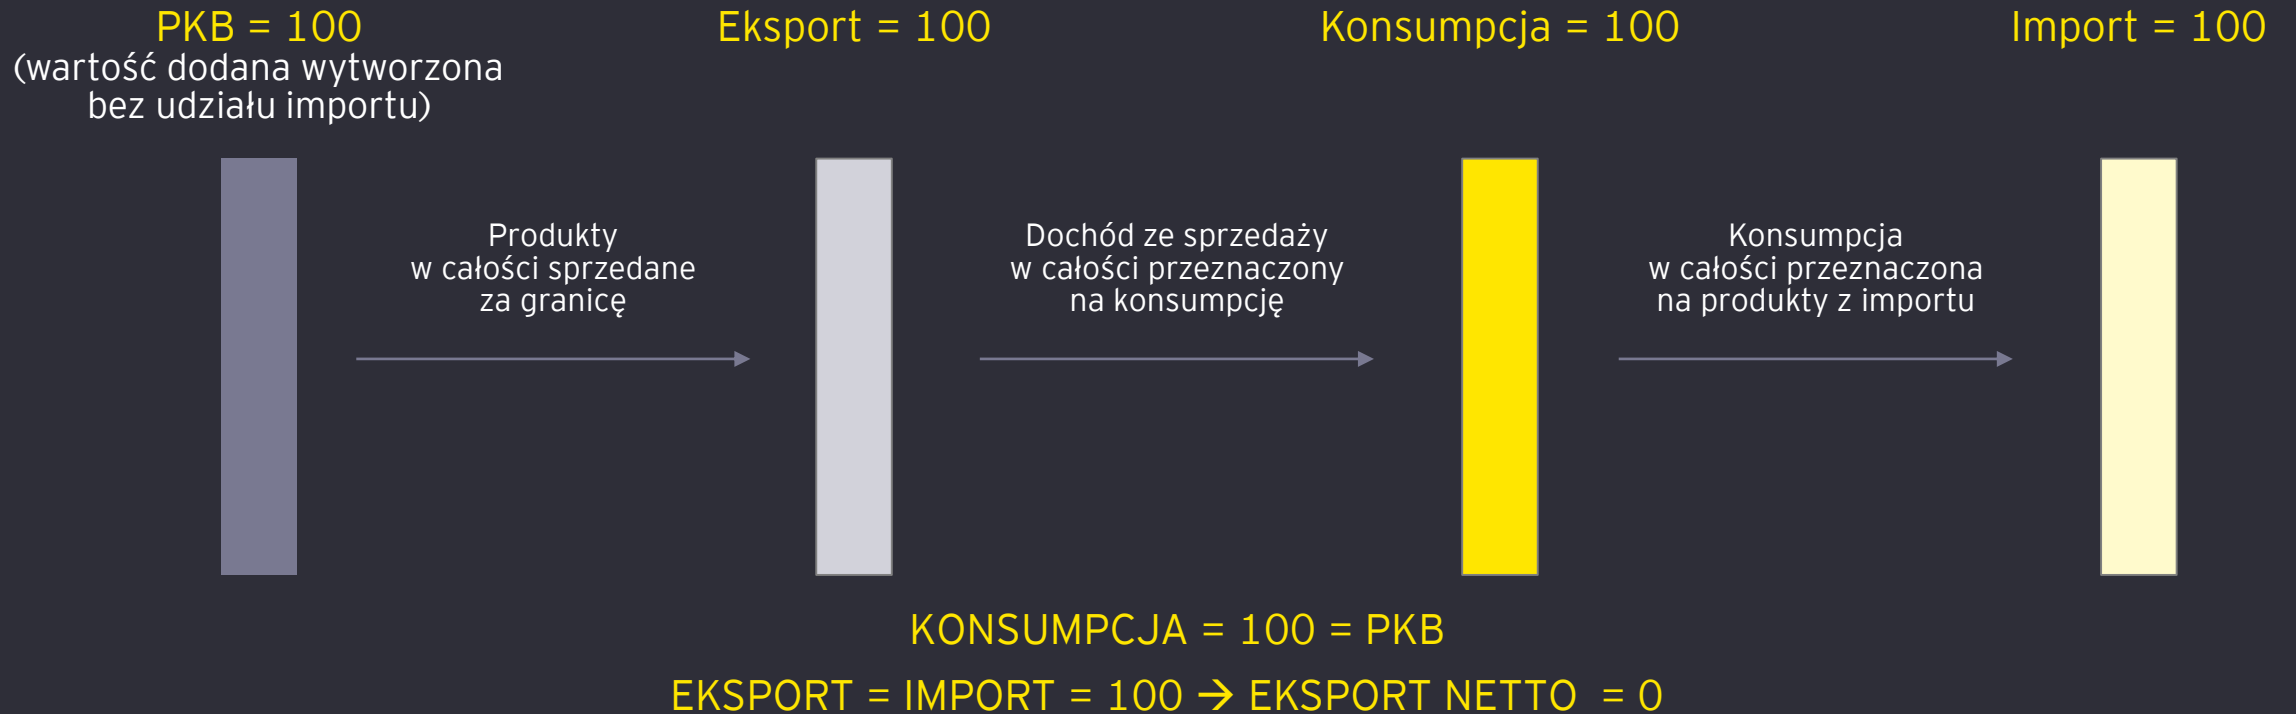 PKB = 100
(wartość dodana wytworzona
bez udziału importu)
Eksport = 100
Konsumpcja = 100
Import = 100
Produkty
w całości sprzedane
za granicę
Dochód ze sprzedaży
w całości przeznaczony
na konsumpcję
Konsumpcja
w całości przeznaczona
na produkty z importu
KONSUMPCJA = 100 = PKB
EKSPORT = IMPORT = 100 → EKSPORT NETTO = 0